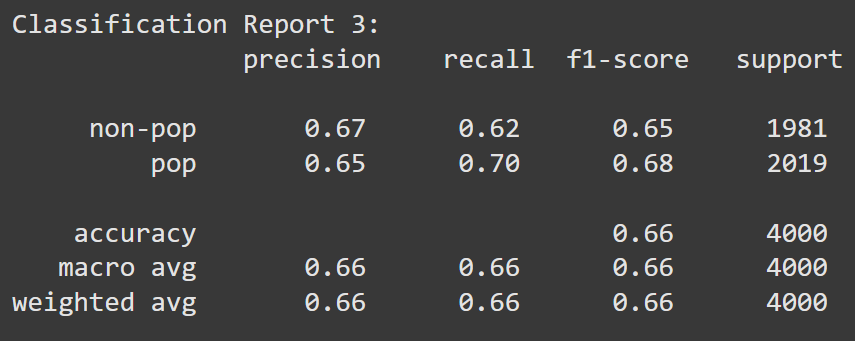 Classification Report 3:
precision recall f1-score support
non-pop 0.67 0.62 0.65 1981
pop 0.65 0.70 0.68 2019
accuracy 0.66 4000
macro avg 0.66 0.66 0.66 4000
weighted avg 0.66 0.66 0.66 4000